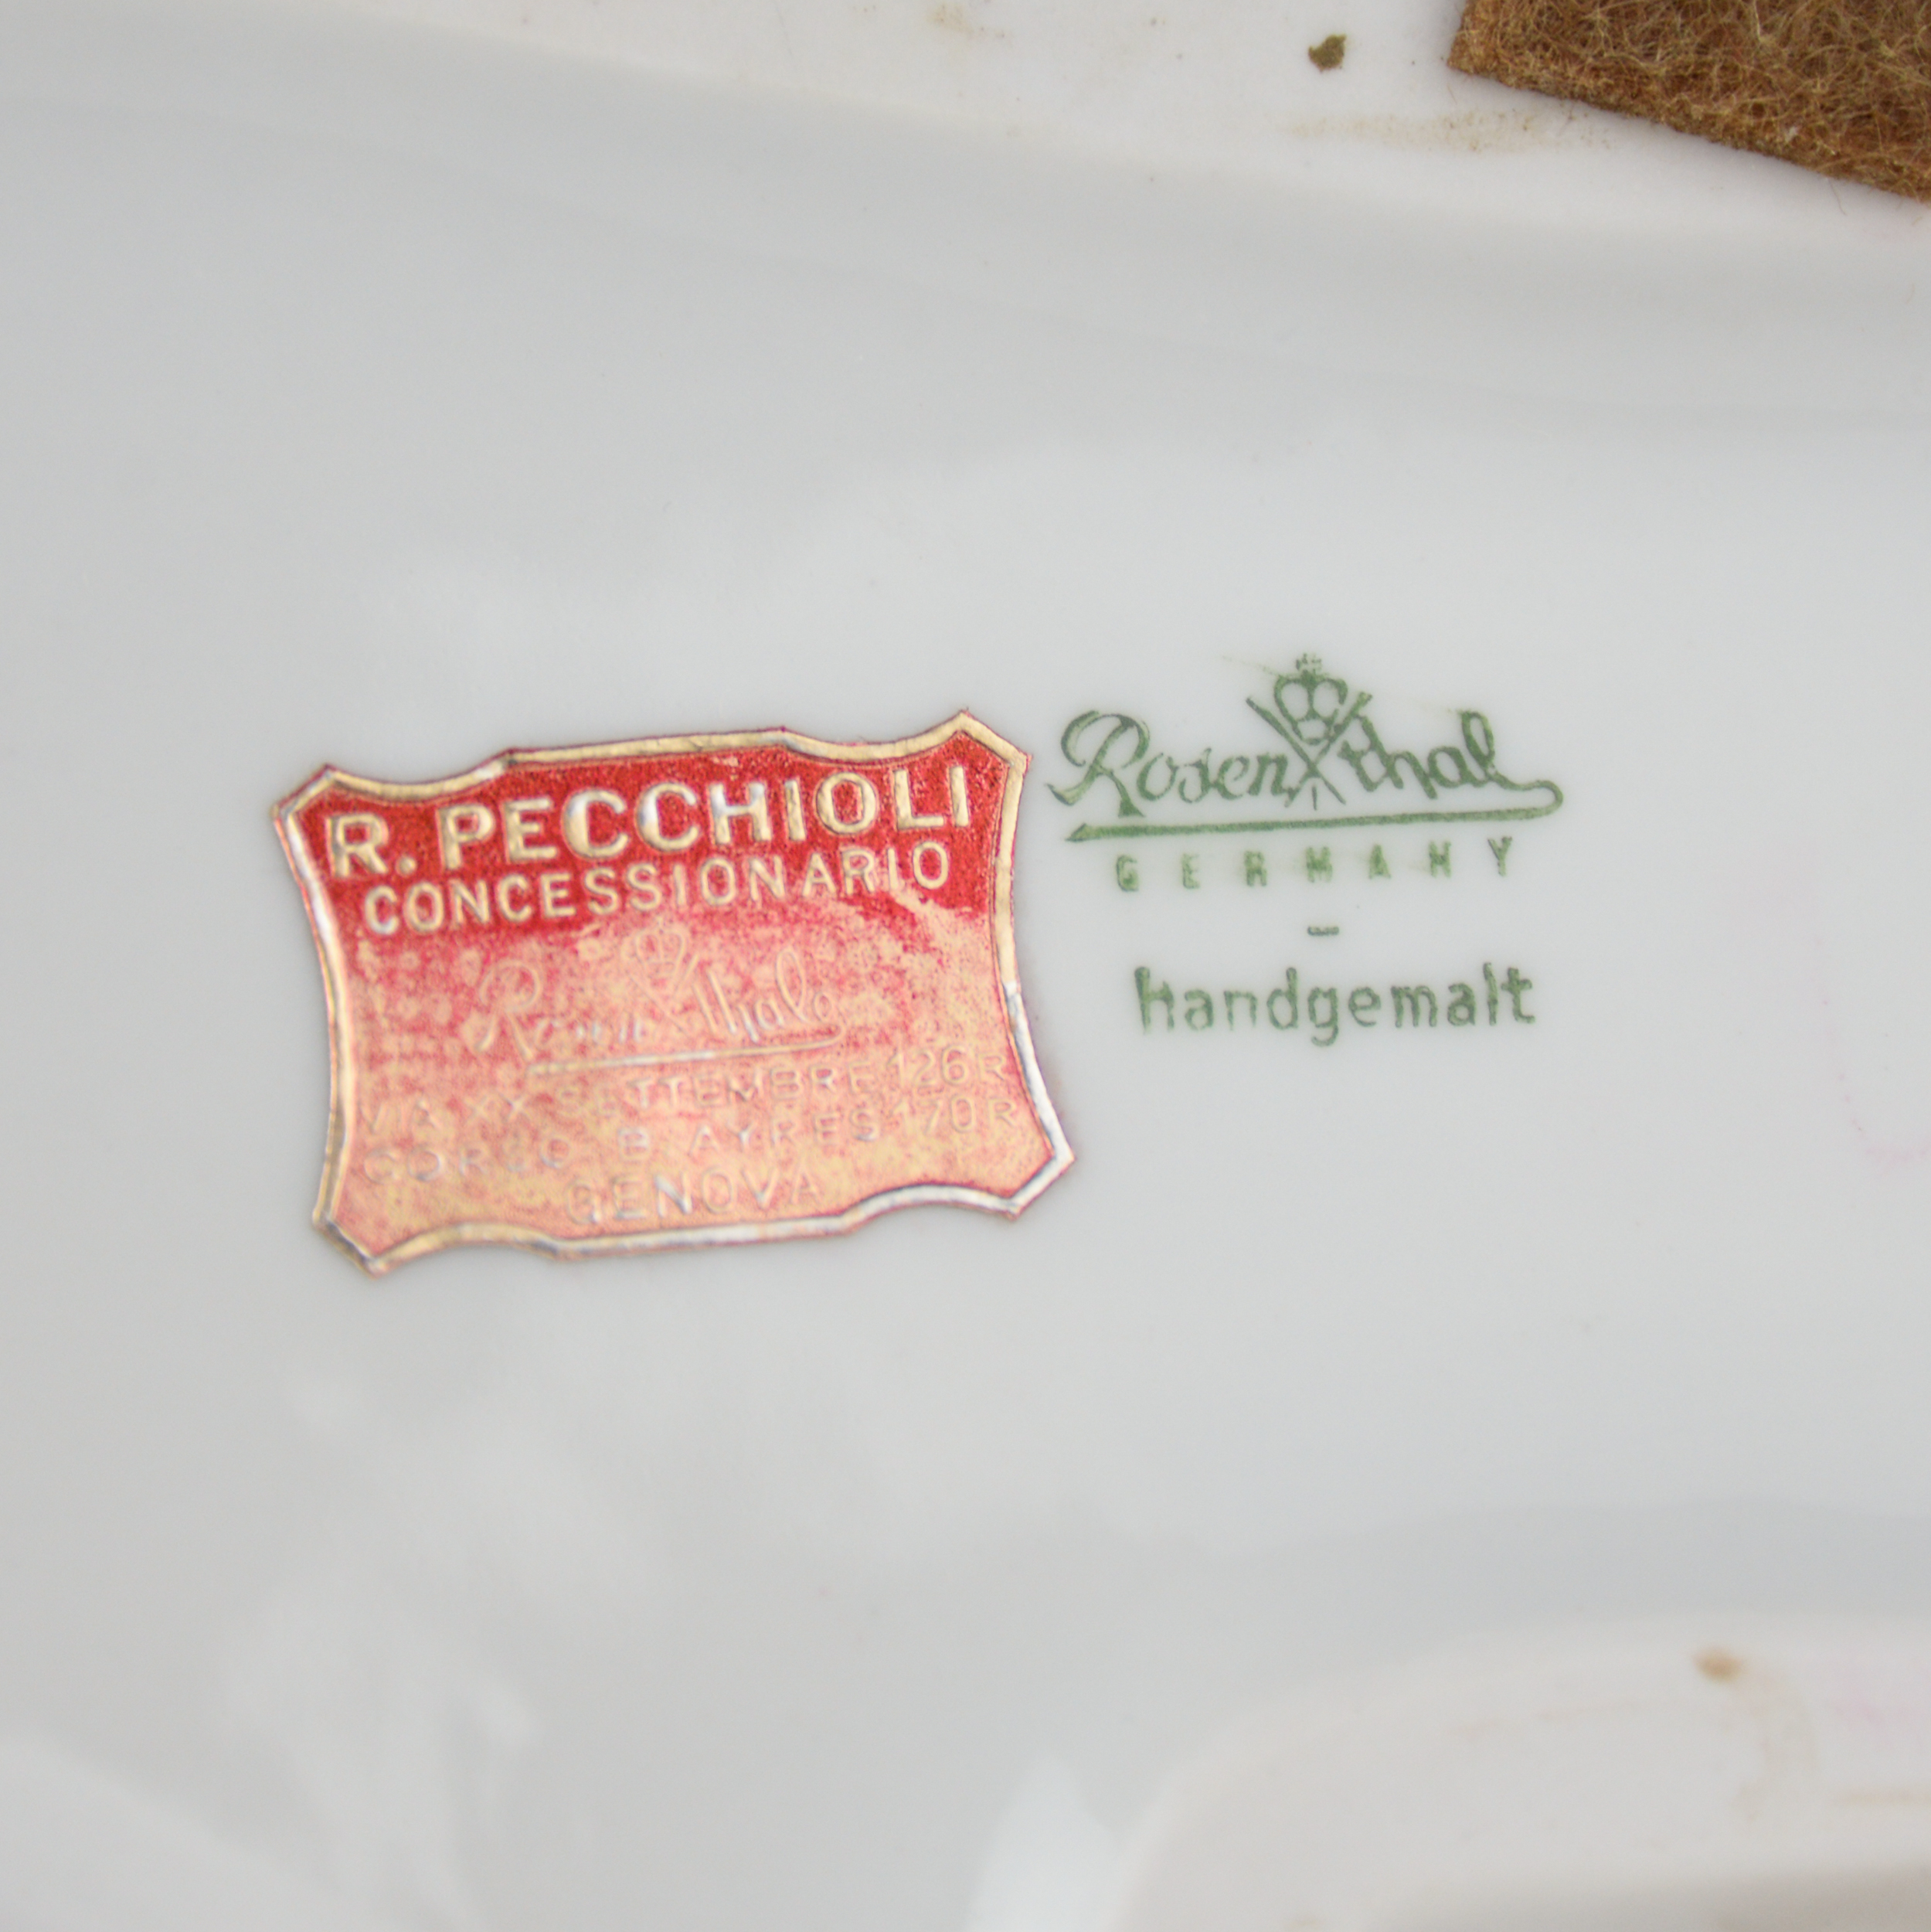 R. PECCHIOLI
CONCESSIONARIO
Rosenthal
VIA XX SETTEMBRE 126R
CORSO B. AYRES 170R
GENOVA
Rosenthal
GERMANY
–
handgemalt